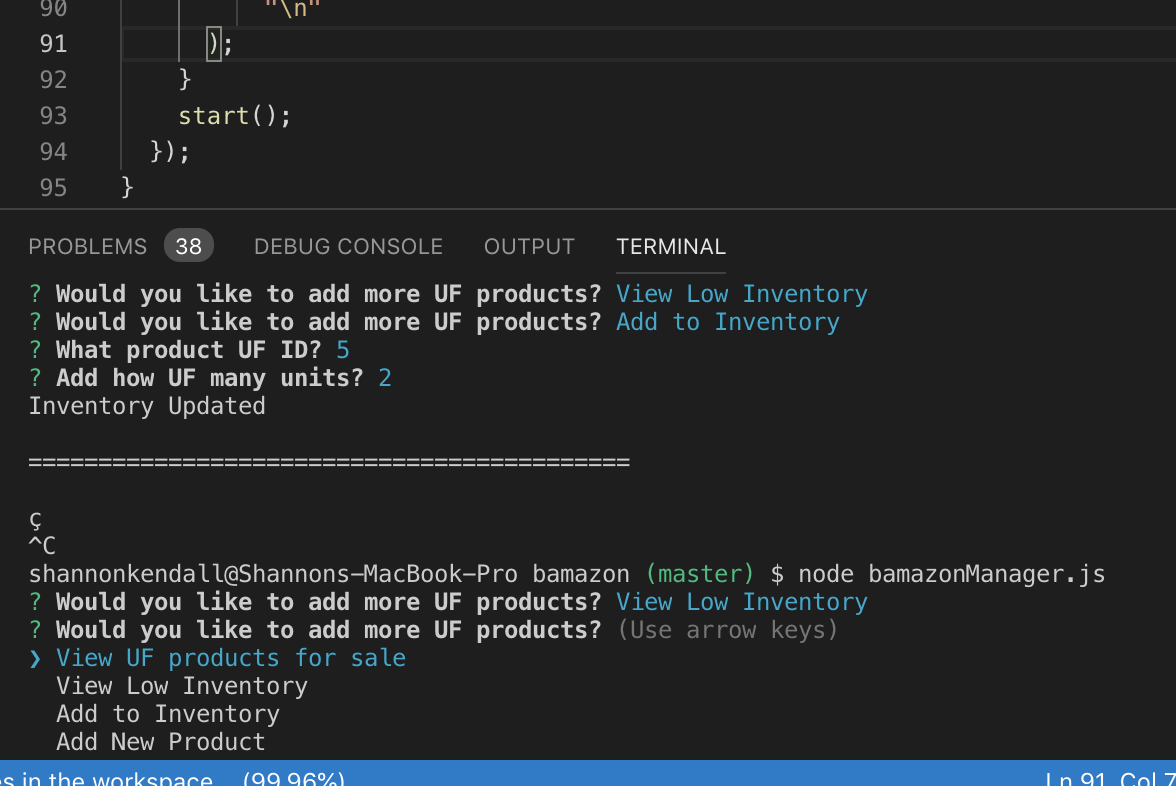 90 "\n"
91 );
92 }
93 start();
94 });
95 }
PROBLEMS 38 DEBUG CONSOLE OUTPUT TERMINAL
? Would you like to add more UF products? View Low Inventory
? Would you like to add more UF products? Add to Inventory
? What product UF ID? 5
? Add how UF many units? 2
Inventory Updated
===========================================
ç
^C
shannonkendall@Shannons-MacBook-Pro bamazon (master) $ node bamazonManager.js
? Would you like to add more UF products? View Low Inventory
? Would you like to add more UF products? (Use arrow keys)
❯ View UF products for sale
View Low Inventory
Add to Inventory
Add New Product
es in the workspace (99.96%) Ln 91, Col 7